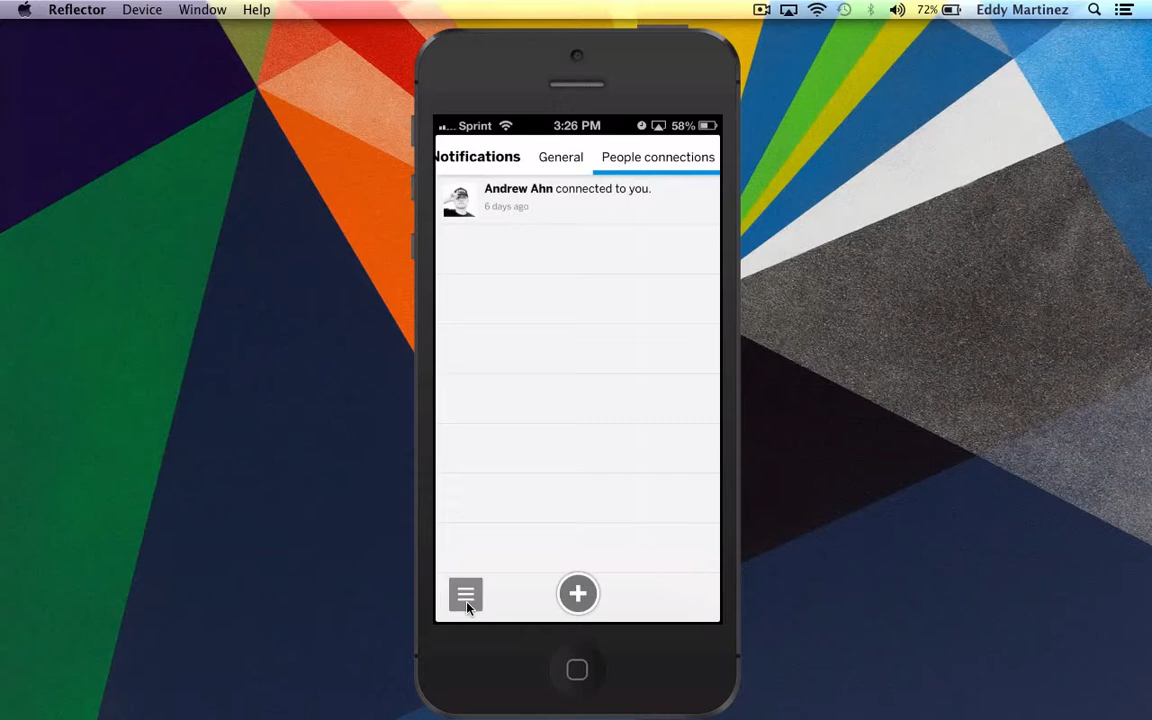 Reflector Device Window Help 72% Eddy Martinez
Sprint 3:26 PM 58%
Notifications General People connections
Andrew Ahn connected to you.
6 days ago